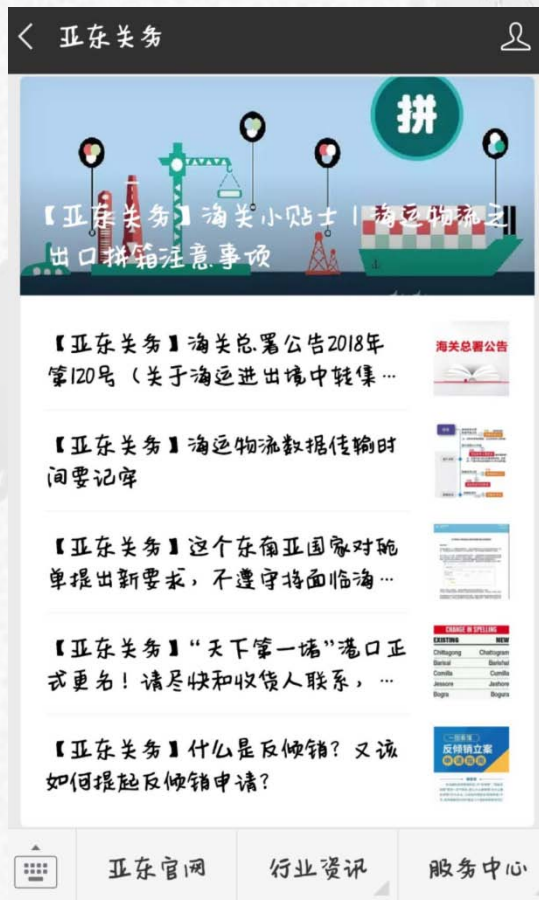 亚东关务
拼
【亚东关务】海关小贴士|海运物流之
出口拼箱注意事项
【亚东关务】海关总署公告2018年
第120号（关于海运进出境中转集…
海关总署公告
【亚东关务】海运物流数据传输时
间要记牢
【亚东关务】这个东南亚国家对舱
单提出新要求，不遵守将面临海…
【亚东关务】“天下第一堵”港口正
式更名！请尽快和收货人联系，…
CHANGE IN SPELLING
EXISTING NEW
Chittagong Chattogram
Barisal Barishal
Comilla Cumilla
Jessore Jashore
Bogra Bogura
【亚东关务】什么是反倾销？又该
如何提起反倾销申请？
反倾销立案
申请指南
亚东官网 行业资讯 服务中心